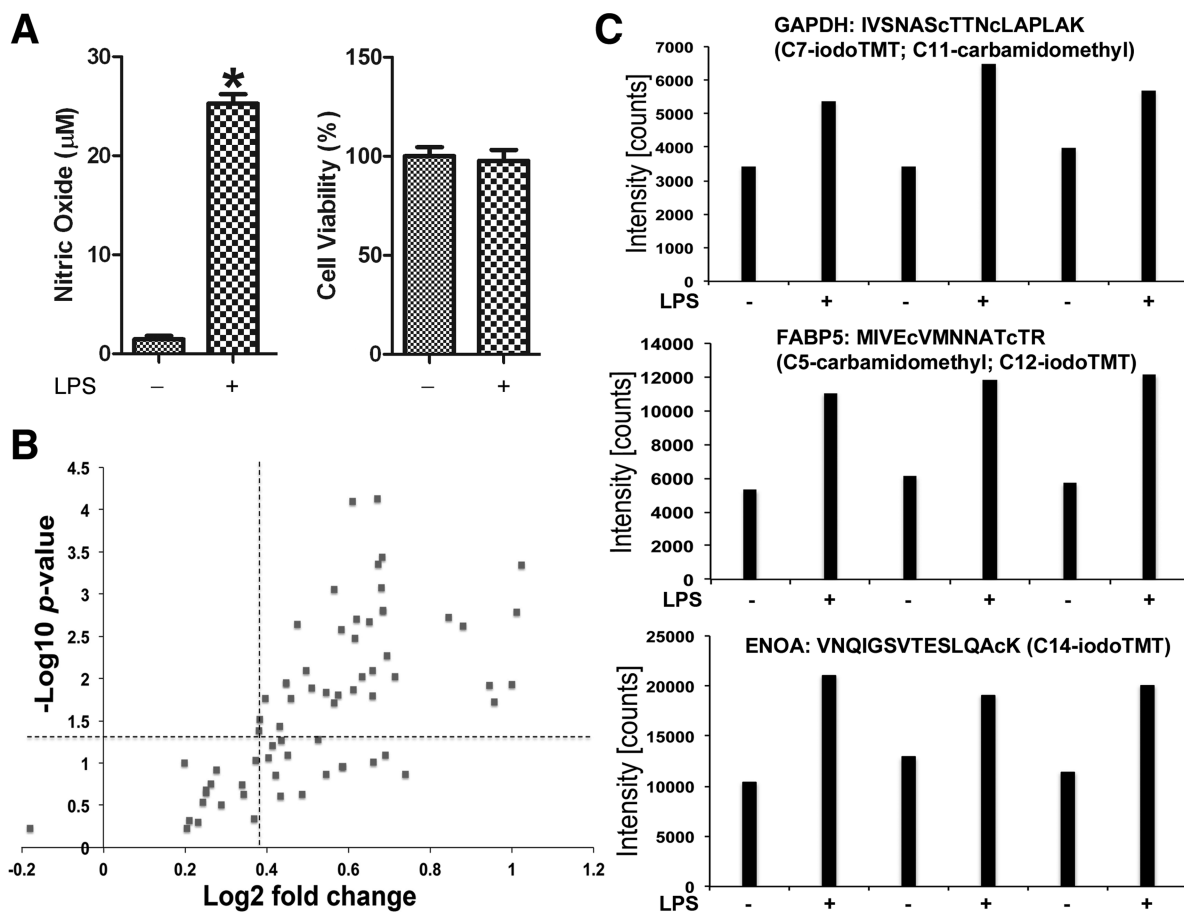 A
Nitric Oxide (µM)
30
20
10
0
LPS
–
+
*
Cell Viability (%)
150
100
50
0
–
+
B
-Log10 p-value
4.5
4
3.5
3
2.5
2
1.5
1
0.5
0
-0.2
0
0.2
0.4
0.6
0.8
1
1.2
Log2 fold change
C
GAPDH: IVSNAScTTNcLAPLAK
(C7-iodoTMT; C11-carbamidomethyl)
Intensity [counts]
7000
6000
5000
4000
3000
2000
1000
0
LPS - + - + - +
FABP5: MIVEcVMNNATcTR
(C5-carbamidomethyl; C12-iodoTMT)
Intensity [counts]
14000
12000
10000
8000
6000
4000
2000
0
LPS - + - + - +
ENOA: VNQIGSVTESLQAcK (C14-iodoTMT)
Intensity [counts]
25000
20000
15000
10000
5000
0
LPS - + - + - +